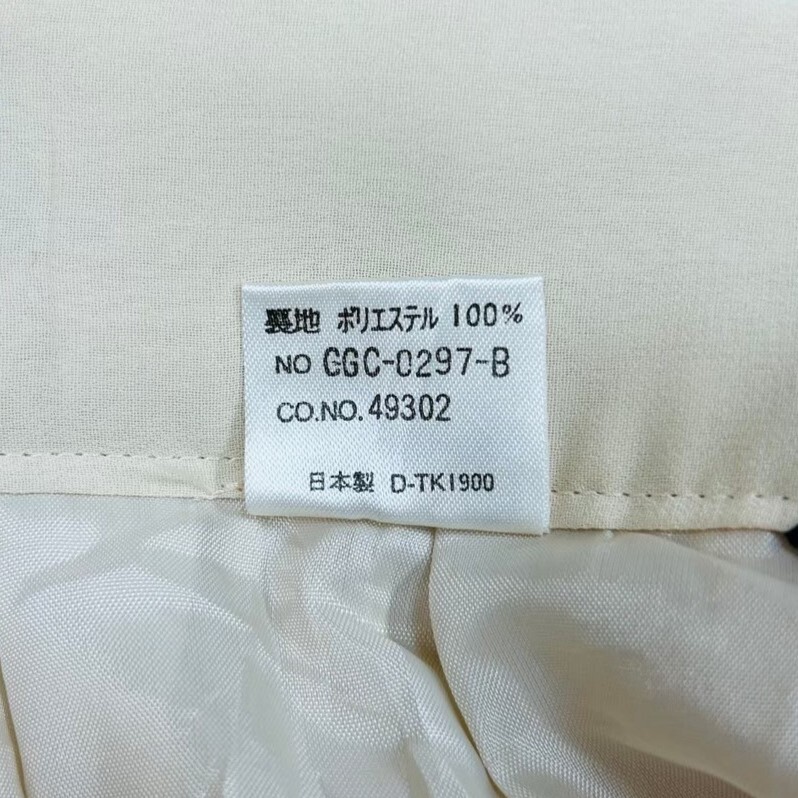 裏地 ポリエステル 100%
NO GGC-0297-B
CO.NO. 49302
日本製 D-TK1900